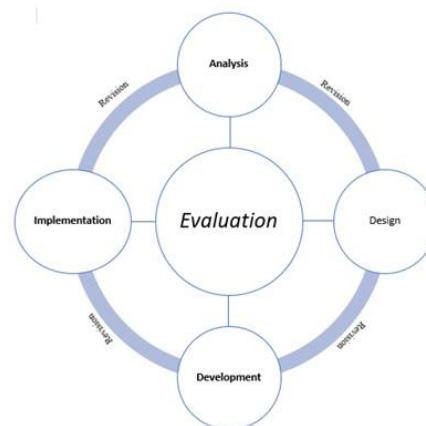 Analysis
Revision
Revision
Implementation
Evaluation
Design
Revision
Revision
Development